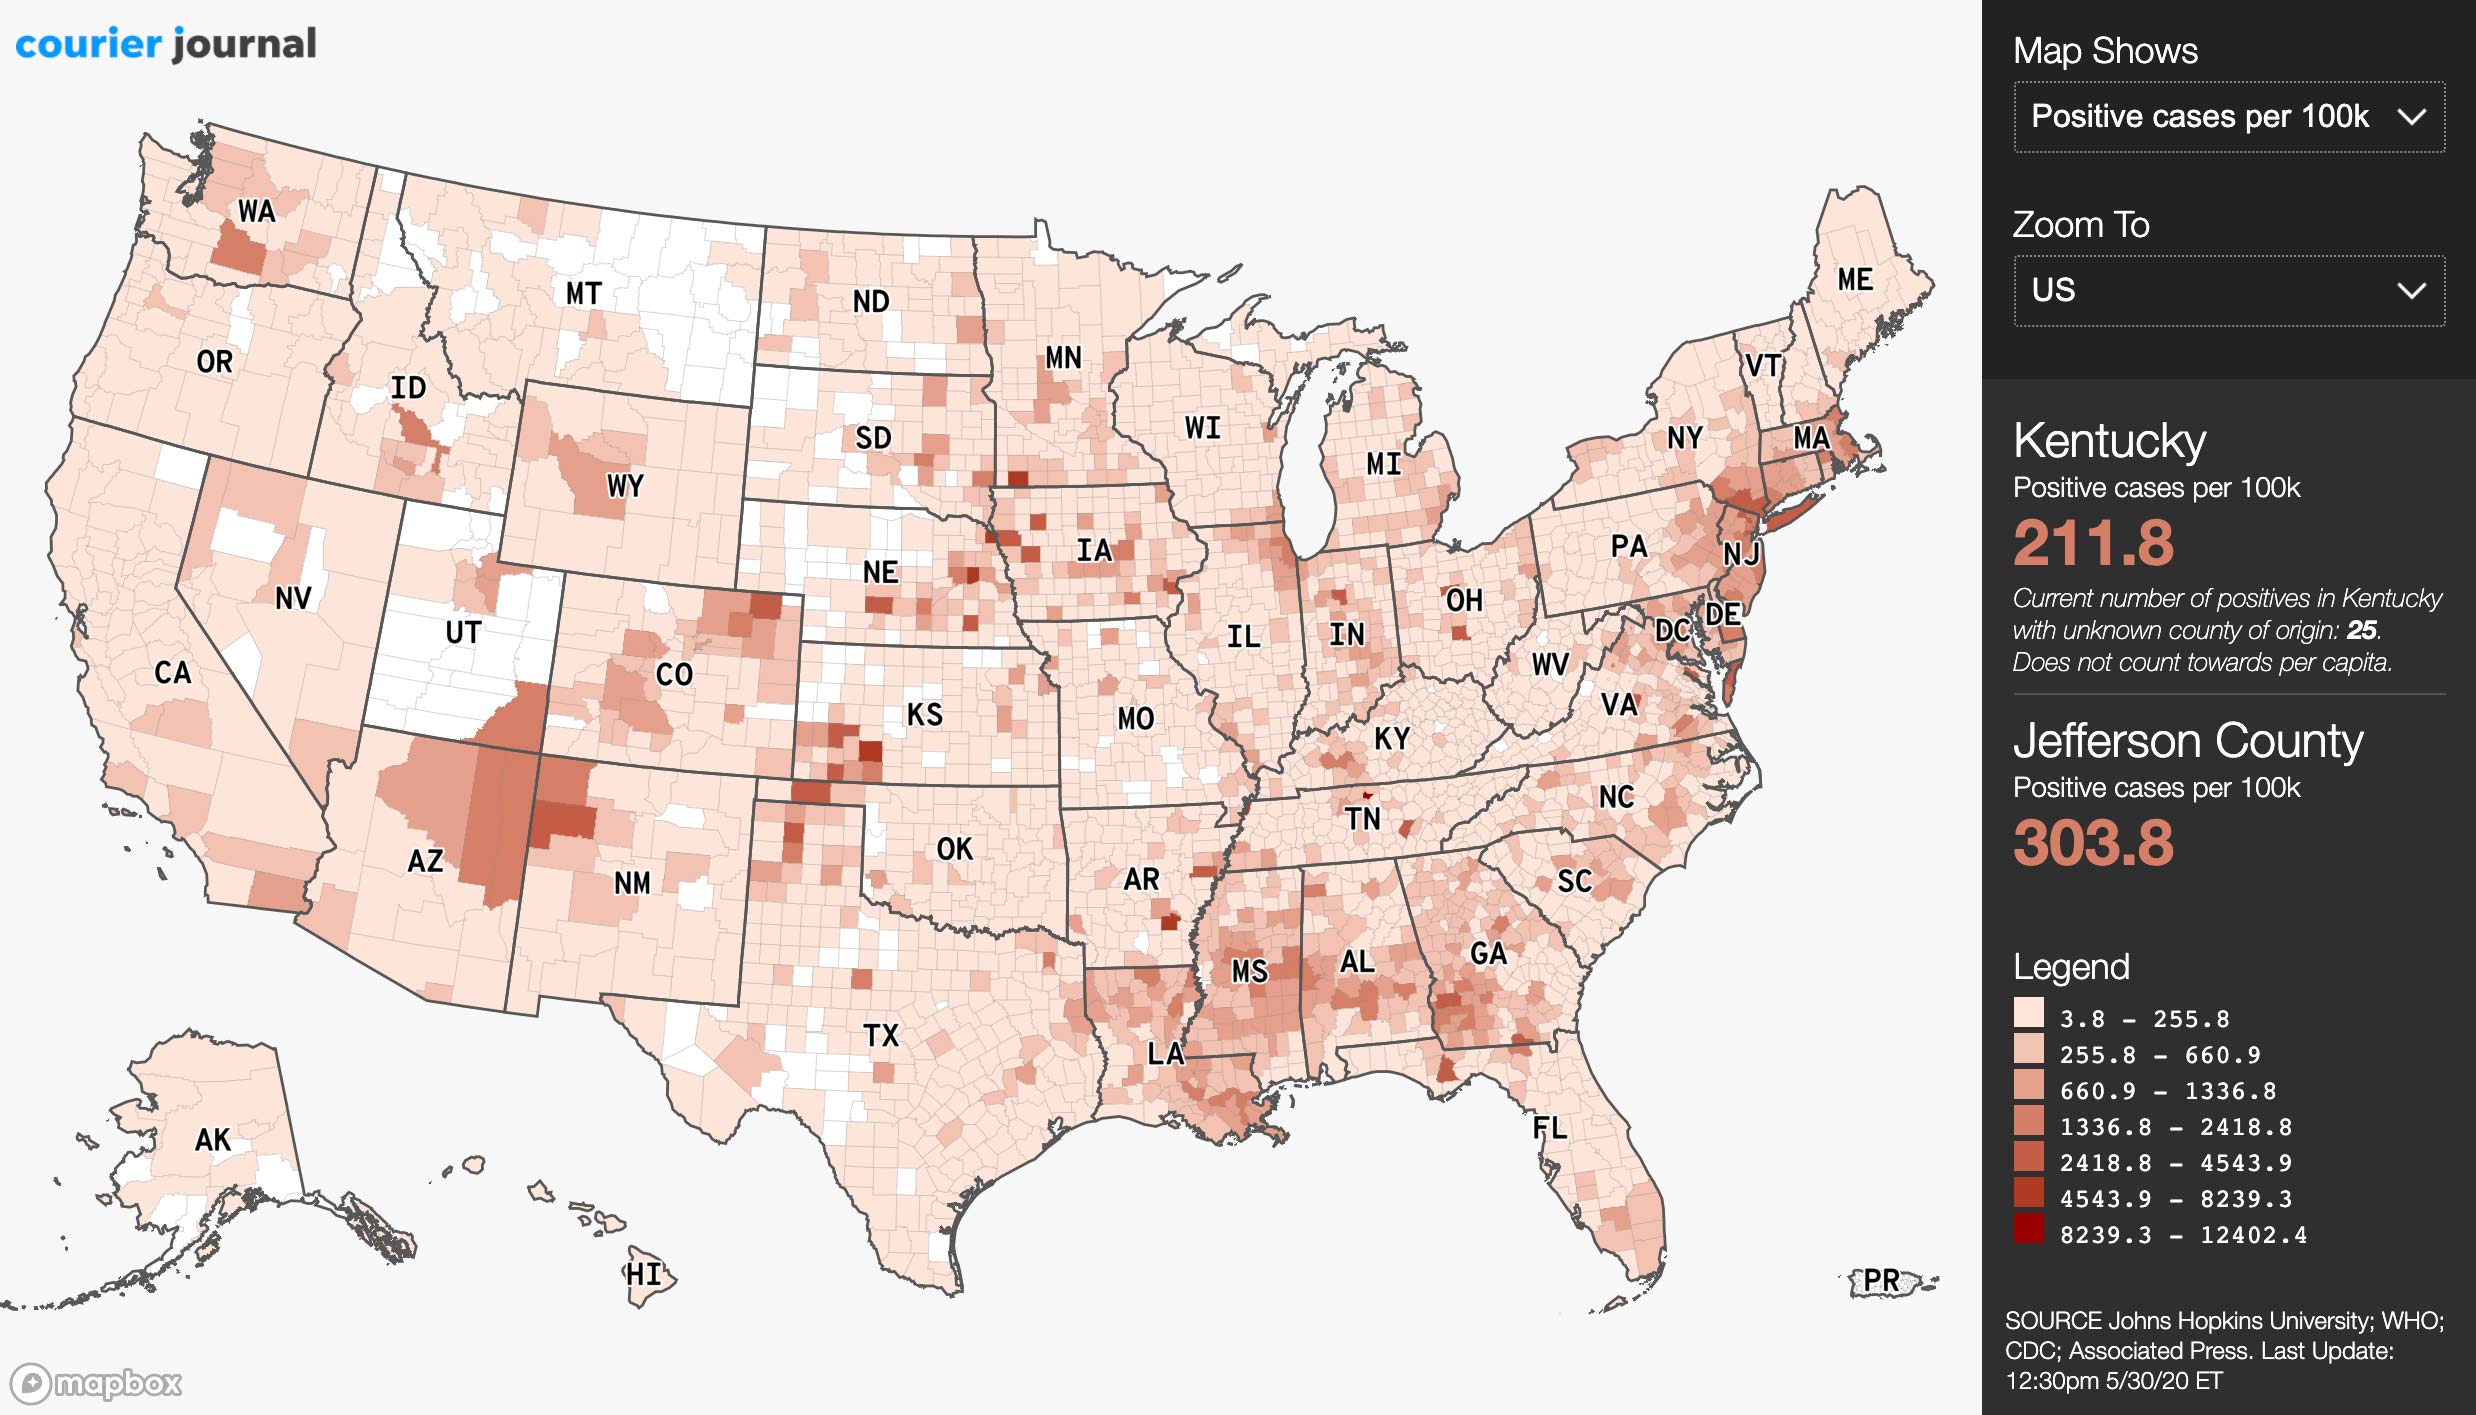 courier journal
WA
MT
ND
MN
ME
OR
ID
WI
VT
SD
WY
MI
NY
MA
IA
PA
NJ
NE
NV
OH
IL
IN
DE
DC
UT
CO
WV
CA
KS
MO
VA
KY
NC
TN
OK
AZ
NM
AR
SC
GA
AL
MS
TX
LA
FL
AK
HI
PR
mapbox
Map Shows
Positive cases per 100k
Zoom To
US
Kentucky
Positive cases per 100k
211.8
Current number of positives in Kentucky
with unknown county of origin: 25.
Does not count towards per capita.
Jefferson County
Positive cases per 100k
303.8
Legend
3.8 – 255.8
255.8 – 660.9
660.9 – 1336.8
1336.8 – 2418.8
2418.8 – 4543.9
4543.9 – 8239.3
8239.3 – 12402.4
SOURCE Johns Hopkins University; WHO;
CDC; Associated Press. Last Update:
12:30pm 5/30/20 ET